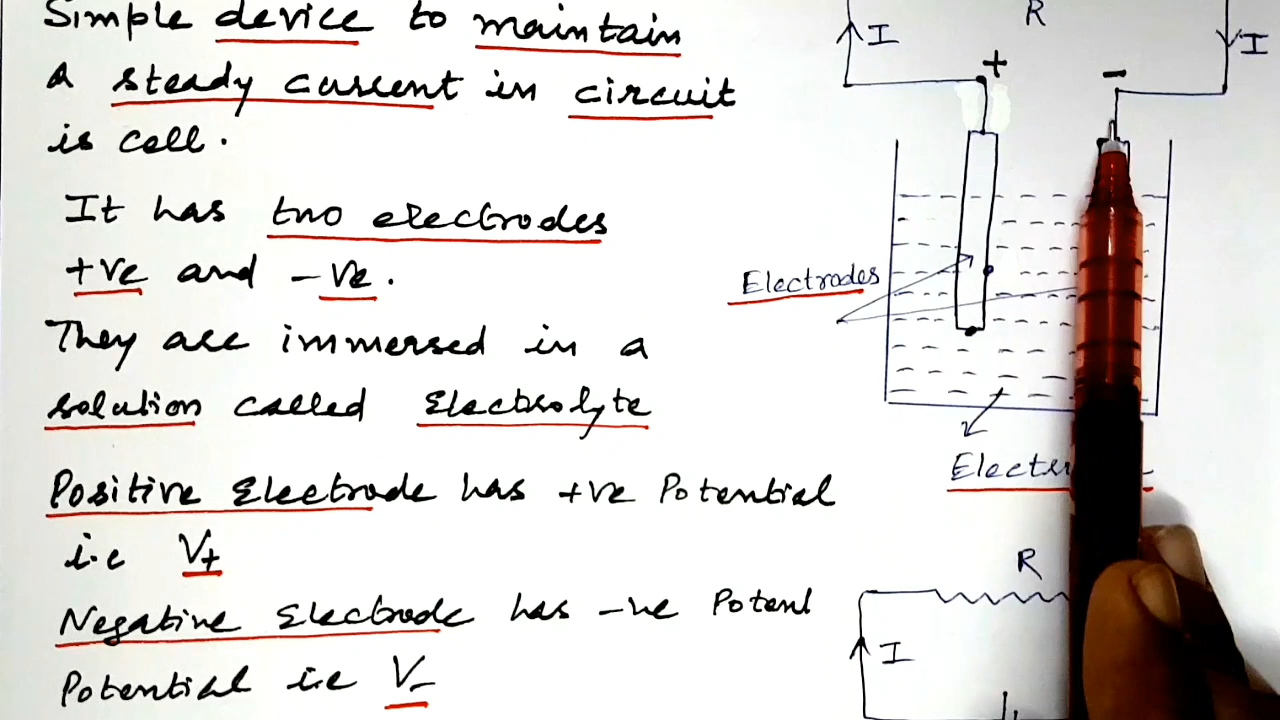 Simple device to maintain
a steady current in circuit
is cell.
It has two electrodes
+ve and -ve.
They are immersed in a
solution called Electrolyte
Positive Electrode has +ve Potential
i.e V+
Negative Electrode has -ve Potenl
Potential i.e V-
R
I
I
+
-
Electrodes
R
I